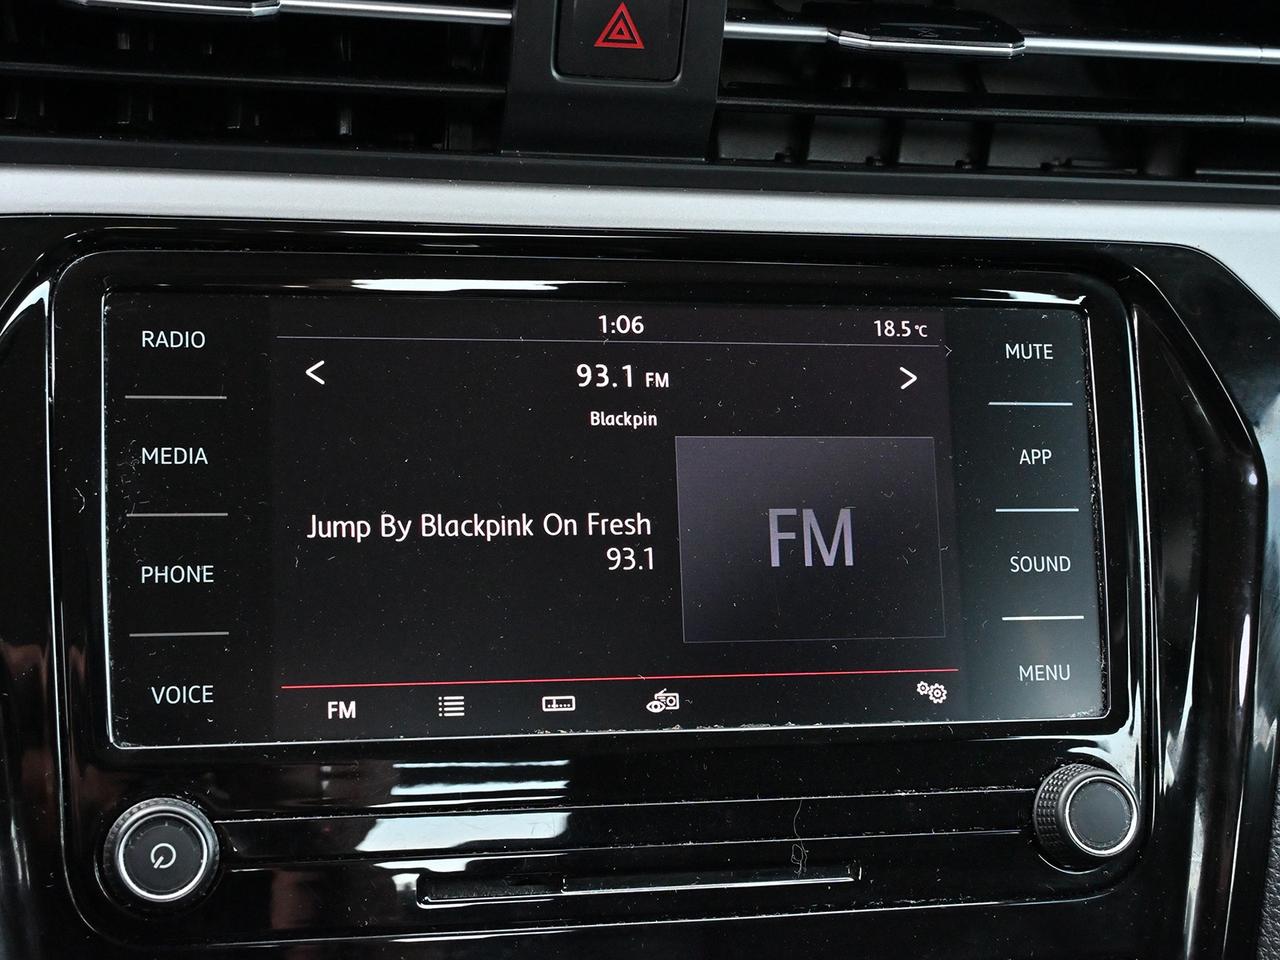 1:06
18.5°C
RADIO
MEDIA
PHONE
VOICE
< 93.1 FM >
Blackpin
Jump By Blackpink On Fresh
93.1
FM
FM
MUTE
APP
SOUND
MENU